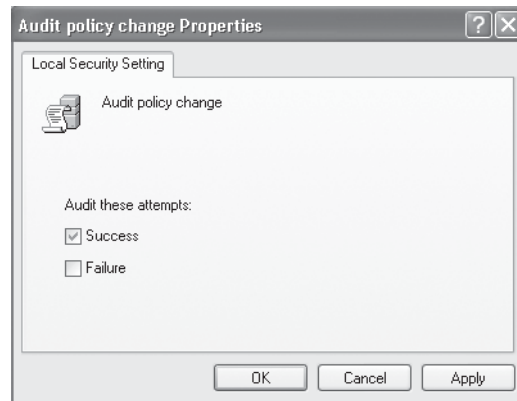 Audit policy change Properties
Local Security Setting
Audit policy change
Audit these attempts:
Success
Failure
OK Cancel Apply